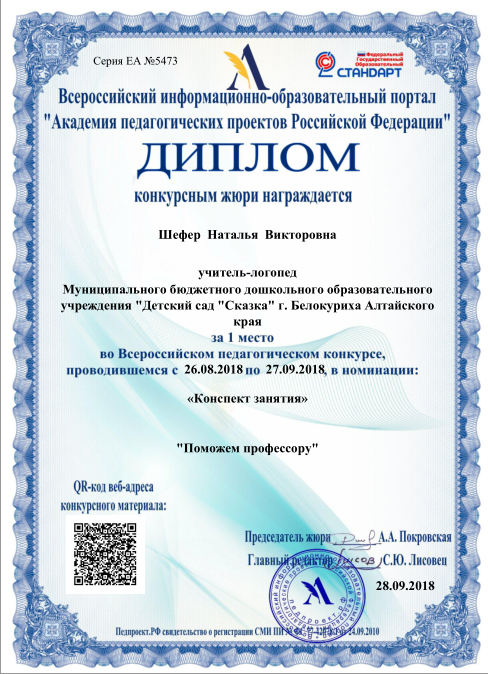 Серия ЕА №5473
Федеральный
Государственный
Образовательный
СТАНДАРТ
Всероссийский информационно-образовательный портал
"Академия педагогических проектов Российской Федерации"
ДИПЛОМ
конкурсным жюри награждается
Шефер Наталья Викторовна
учитель-логопед
Муниципального бюджетного дошкольного образовательного
учреждения "Детский сад "Сказка" г. Белокуриха Алтайского
края
за 1 место
во Всероссийском педагогическом конкурсе,
проводившемся с 26.08.2018 по 27.09.2018, в номинации:
«Конспект занятия»
"Поможем профессору"
QR-код веб-адреса
конкурсного материала:
Председатель жюри А.А. Покровская
Главный редактор С.Ю. Лисовец
28.09.2018
педпроект.рф
Педпроект.РФ свидетельство о регистрации СМИ ПИ от 24.09.2010